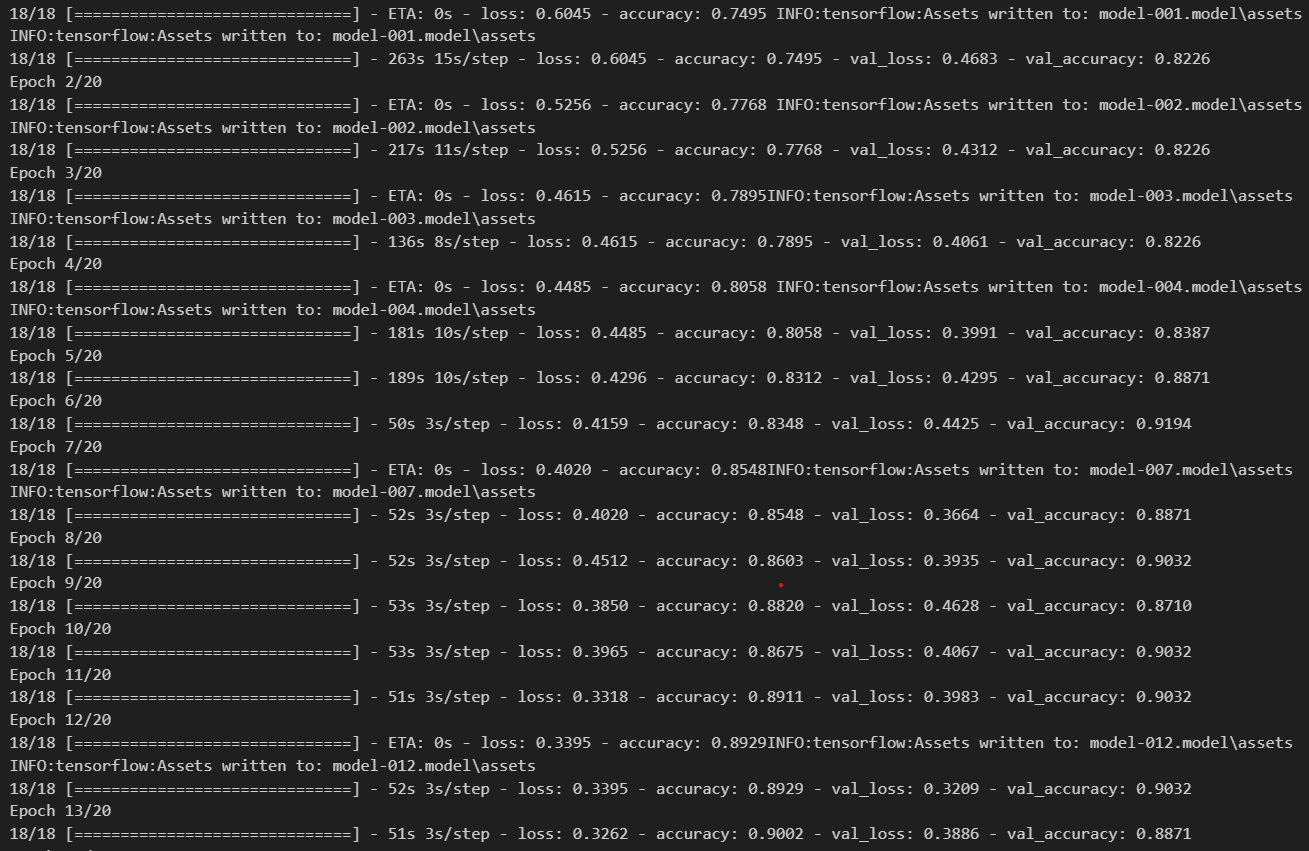 18/18 [==============================] - ETA: 0s - loss: 0.6045 - accuracy: 0.7495 INFO:tensorflow:Assets written to: model-001.model\assets
INFO:tensorflow:Assets written to: model-001.model\assets
18/18 [==============================] - 263s 15s/step - loss: 0.6045 - accuracy: 0.7495 - val_loss: 0.4683 - val_accuracy: 0.8226
Epoch 2/20
18/18 [==============================] - ETA: 0s - loss: 0.5256 - accuracy: 0.7768 INFO:tensorflow:Assets written to: model-002.model\assets
INFO:tensorflow:Assets written to: model-002.model\assets
18/18 [==============================] - 217s 11s/step - loss: 0.5256 - accuracy: 0.7768 - val_loss: 0.4312 - val_accuracy: 0.8226
Epoch 3/20
18/18 [==============================] - ETA: 0s - loss: 0.4615 - accuracy: 0.7895INFO:tensorflow:Assets written to: model-003.model\assets
INFO:tensorflow:Assets written to: model-003.model\assets
18/18 [==============================] - 136s 8s/step - loss: 0.4615 - accuracy: 0.7895 - val_loss: 0.4061 - val_accuracy: 0.8226
Epoch 4/20
18/18 [==============================] - ETA: 0s - loss: 0.4485 - accuracy: 0.8058 INFO:tensorflow:Assets written to: model-004.model\assets
INFO:tensorflow:Assets written to: model-004.model\assets
18/18 [==============================] - 181s 10s/step - loss: 0.4485 - accuracy: 0.8058 - val_loss: 0.3991 - val_accuracy: 0.8387
Epoch 5/20
18/18 [==============================] - 189s 10s/step - loss: 0.4296 - accuracy: 0.8312 - val_loss: 0.4295 - val_accuracy: 0.8871
Epoch 6/20
18/18 [==============================] - 50s 3s/step - loss: 0.4159 - accuracy: 0.8348 - val_loss: 0.4425 - val_accuracy: 0.9194
Epoch 7/20
18/18 [==============================] - ETA: 0s - loss: 0.4020 - accuracy: 0.8548INFO:tensorflow:Assets written to: model-007.model\assets
INFO:tensorflow:Assets written to: model-007.model\assets
18/18 [==============================] - 52s 3s/step - loss: 0.4020 - accuracy: 0.8548 - val_loss: 0.3664 - val_accuracy: 0.8871
Epoch 8/20
18/18 [==============================] - 52s 3s/step - loss: 0.4512 - accuracy: 0.8603 - val_loss: 0.3935 - val_accuracy: 0.9032
Epoch 9/20
18/18 [==============================] - 53s 3s/step - loss: 0.3850 - accuracy: 0.8820 - val_loss: 0.4628 - val_accuracy: 0.8710
Epoch 10/20
18/18 [==============================] - 53s 3s/step - loss: 0.3965 - accuracy: 0.8675 - val_loss: 0.4067 - val_accuracy: 0.9032
Epoch 11/20
18/18 [==============================] - 51s 3s/step - loss: 0.3318 - accuracy: 0.8911 - val_loss: 0.3983 - val_accuracy: 0.9032
Epoch 12/20
18/18 [==============================] - ETA: 0s - loss: 0.3395 - accuracy: 0.8929INFO:tensorflow:Assets written to: model-012.model\assets
INFO:tensorflow:Assets written to: model-012.model\assets
18/18 [==============================] - 52s 3s/step - loss: 0.3395 - accuracy: 0.8929 - val_loss: 0.3209 - val_accuracy: 0.9032
Epoch 13/20
18/18 [==============================] - 51s 3s/step - loss: 0.3262 - accuracy: 0.9002 - val_loss: 0.3886 - val_accuracy: 0.8871